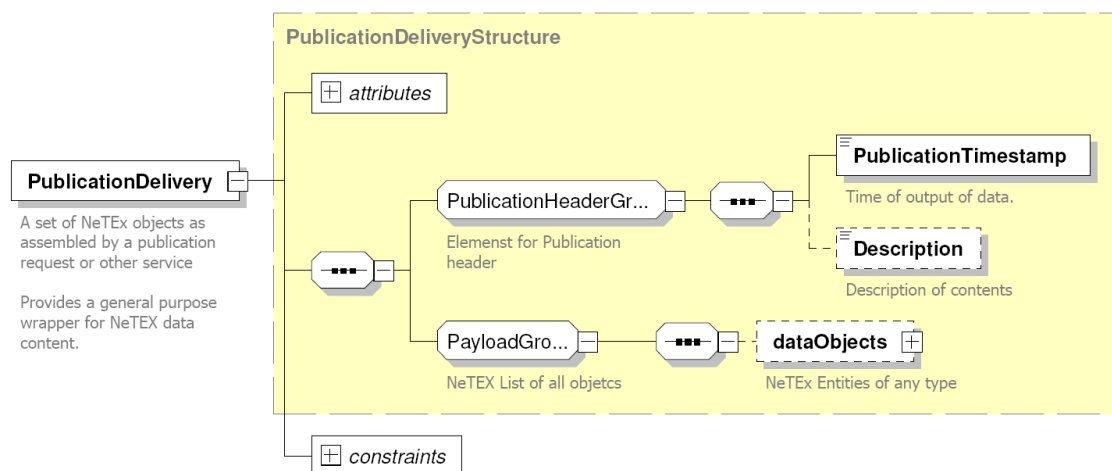 PublicationDeliveryStructure
attributes
PublicationDelivery
A set of NeTEx objects as
assembled by a publication
request or other service
Provides a general purpose
wrapper for NeTEX data
content.
PublicationHeaderGr...
Elemenst for Publication
header
PublicationTimestamp
Time of output of data.
Description
Description of contents
PayloadGro...
NeTEX List of all objetcs
dataObjects
NeTEx Entities of any type
constraints